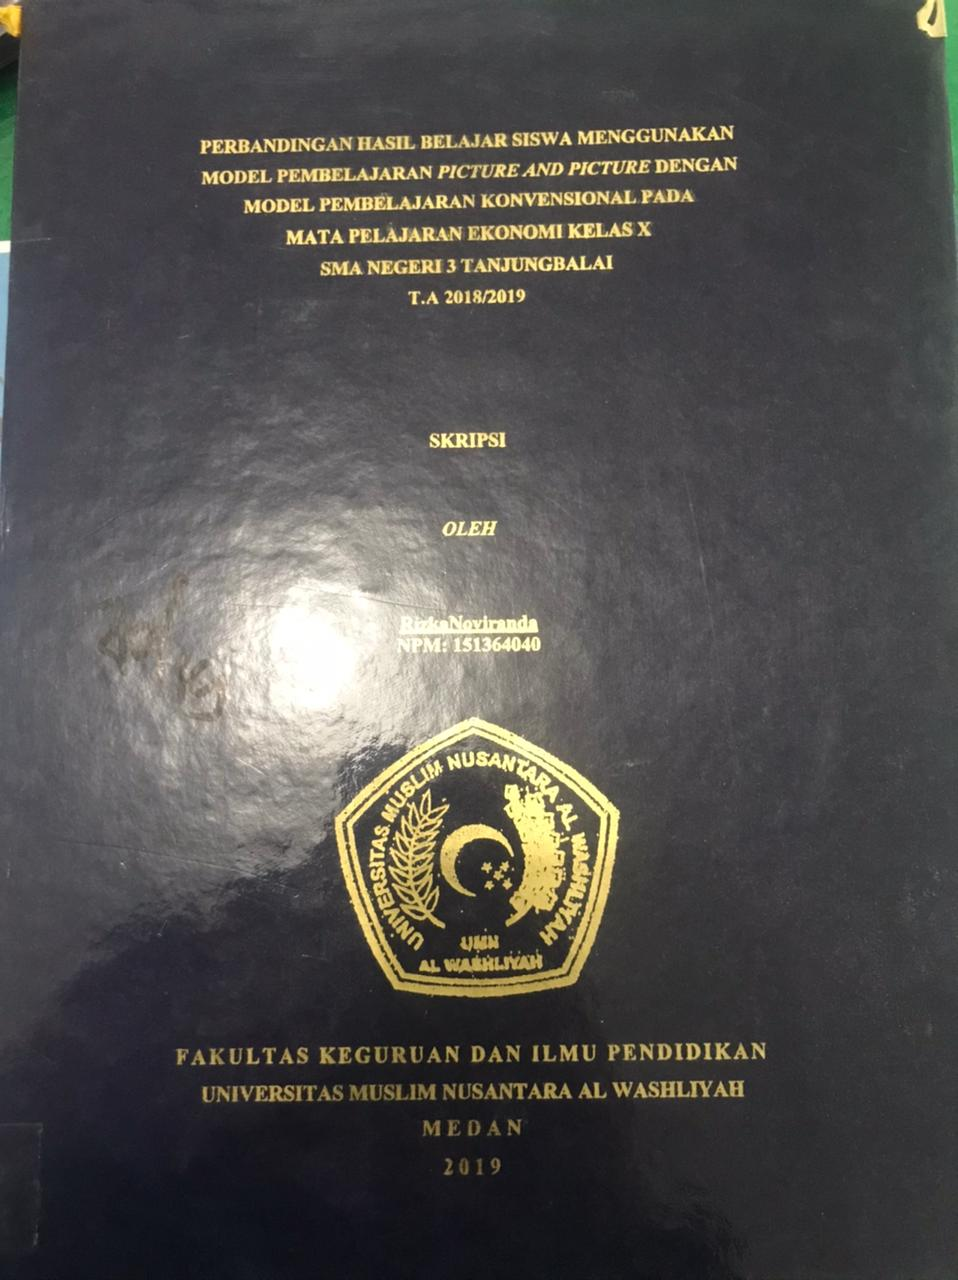 PERBANDINGAN HASIL BELAJAR SISWA MENGGUNAKAN
MODEL PEMBELAJARAN PICTURE AND PICTURE DENGAN
MODEL PEMBELAJARAN KONVENSIONAL PADA
MATA PELAJARAN EKONOMI KELAS X
SMA NEGERI 3 TANJUNGBALAI
T.A 2018/2019
SKRIPSI
OLEH
RizkaNoviranda
NPM: 151364040
UNIVERSITAS MUSLIM NUSANTARA AL WASHLIYAH
UMN
AL WASHLIYAH
FAKULTAS KEGURUAN DAN ILMU PENDIDIKAN
UNIVERSITAS MUSLIM NUSANTARA AL WASHLIYAH
MEDAN
2019